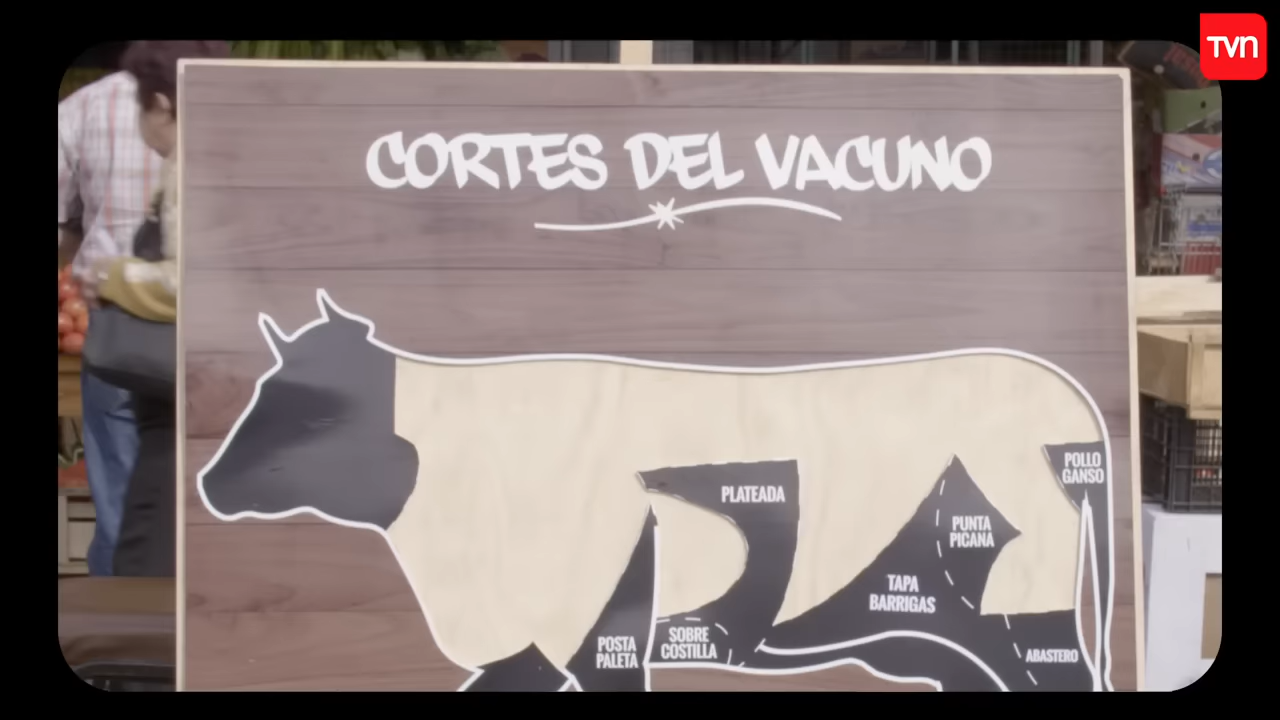 TVN
CORTES DEL VACUNO
POLLO
GANSO
PLATEADA
PUNTA
PICANA
TAPA
BARRIGAS
POSTA
PALETA
SOBRE
COSTILLA
ABASTERO